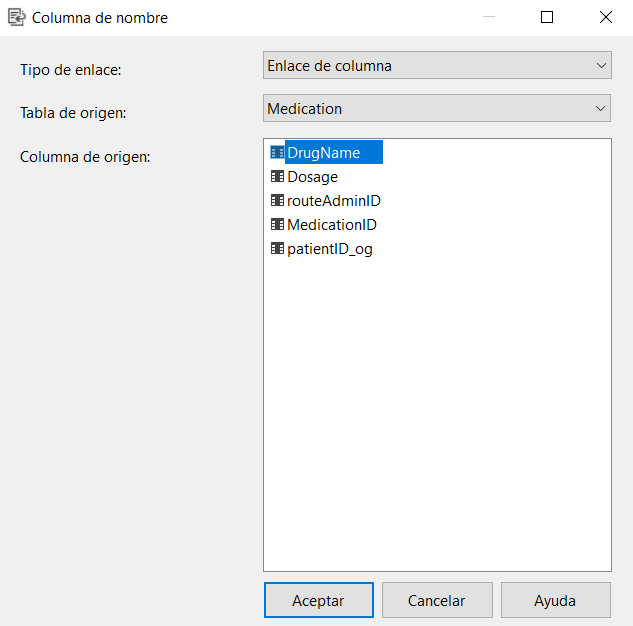 Columna de nombre
Tipo de enlace: Enlace de columna
Tabla de origen: Medication
Columna de origen: DrugName
Dosage
routeAdminID
MedicationID
patientID_og
Aceptar Cancelar Ayuda